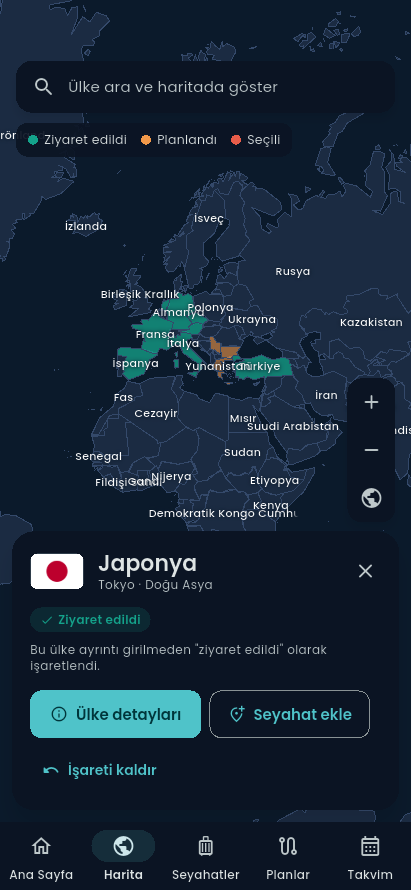 Ülke ara ve haritada göster
Ziyaret edildi
Planlandı
Seçili
İzlanda
İsveç
Rusya
Birleşik Krallık
Polonya
Almanya
Ukrayna
Kazakistan
Fransa
İtalya
İspanya
Yunanistan
Türkiye
Fas
İran
Cezayir
Mısır
Suudi Arabistan
Sudan
Senegal
Nijerya
Etiyopya
Kenya
Demokratik Kongo Cumhu
Japonya
Tokyo · Doğu Asya
Ziyaret edildi
Bu ülke ayrıntı girilmeden "ziyaret edildi" olarak
işaretlendi.
Ülke detayları
Seyahat ekle
İşareti kaldır
Ana Sayfa
Harita
Seyahatler
Planlar
Takvim